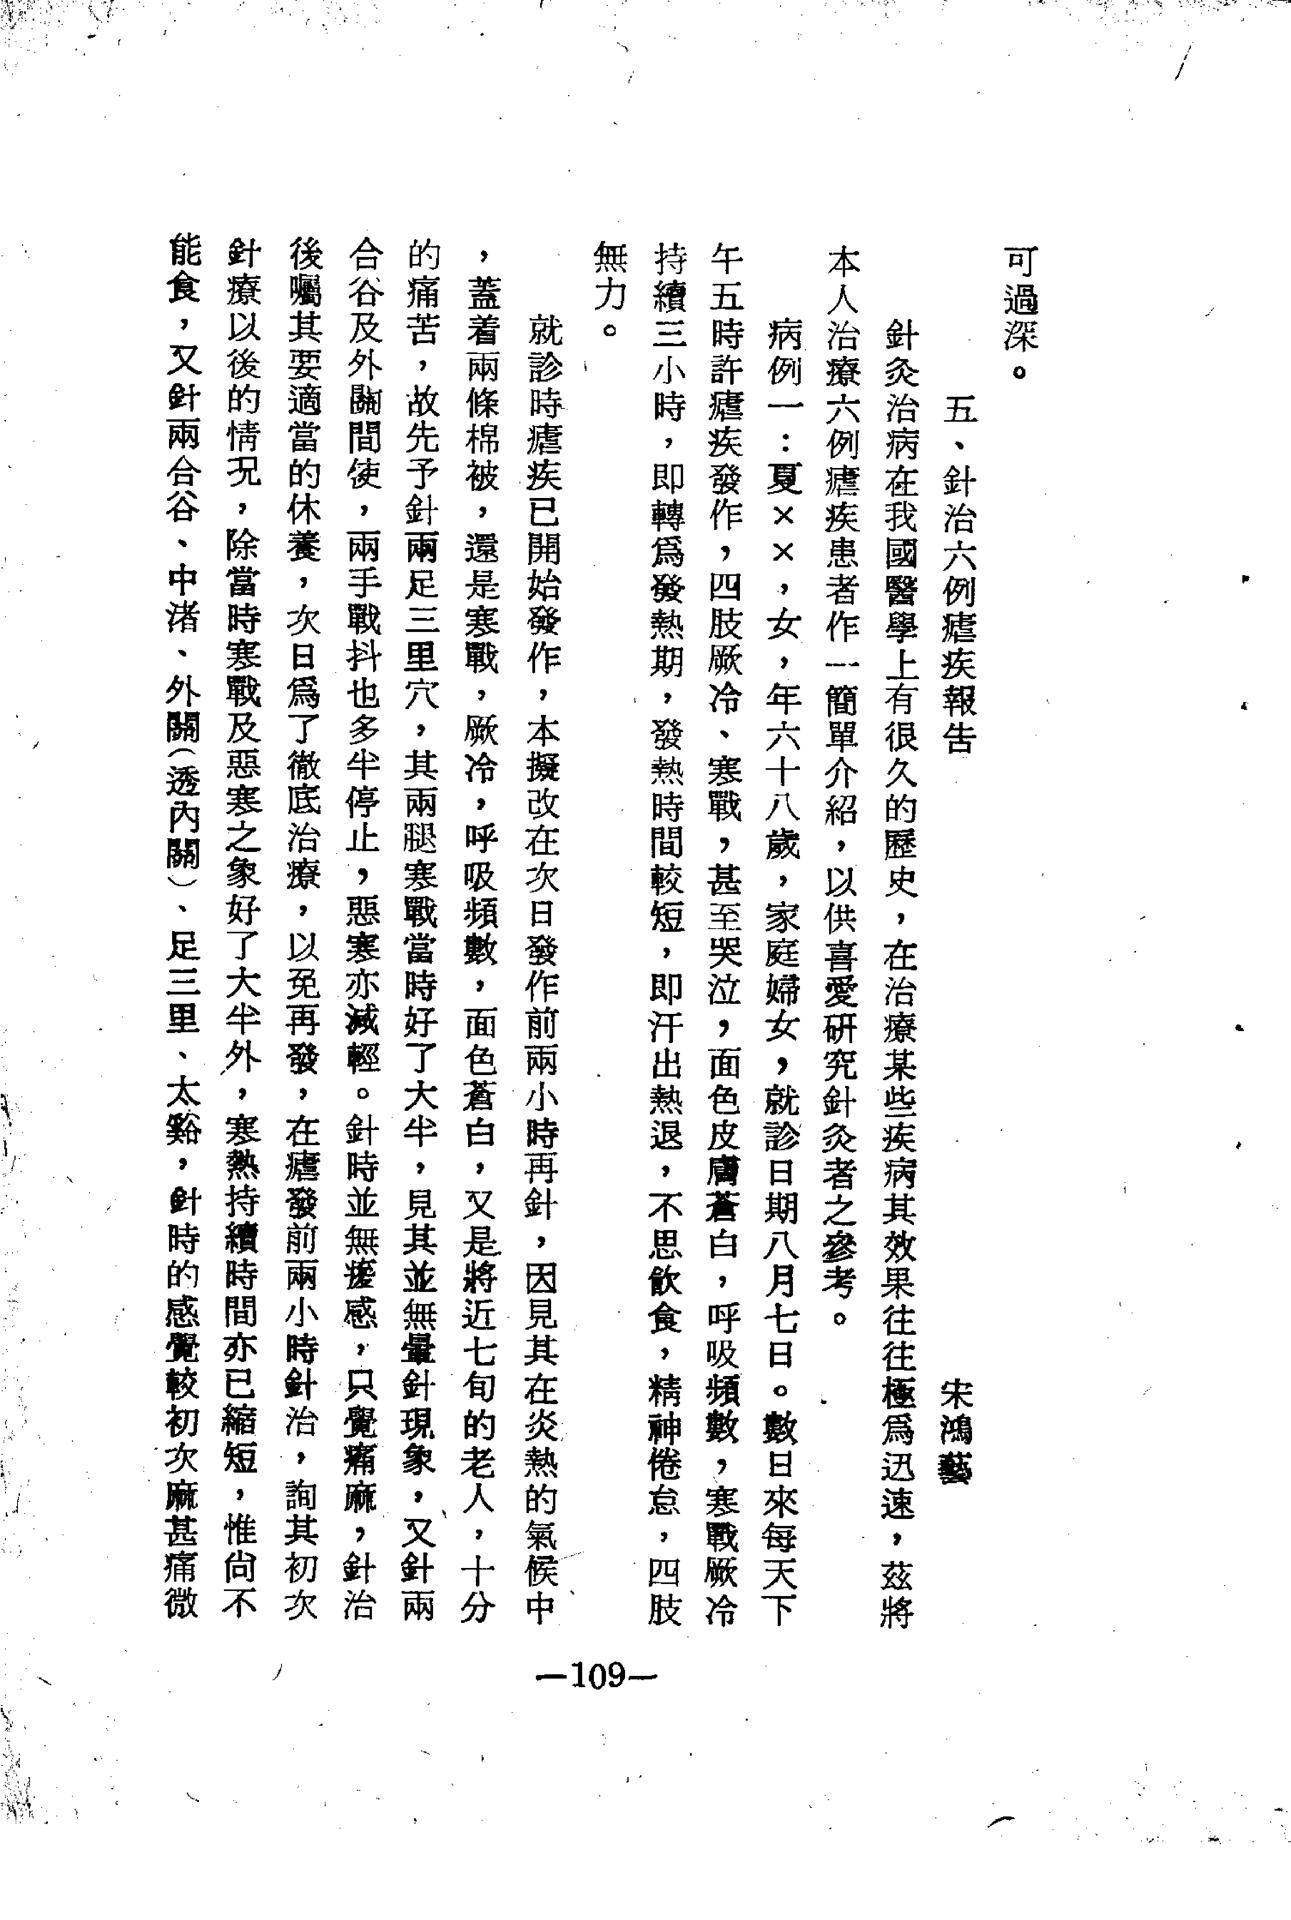 可過深。
五、針治六例瘧疾報告　宋鴻藝
針灸治病在我國醫學上有很久的歷史，在治療某些疾病其效果往往極爲迅速，茲將
本人治療六例瘧疾患者作一簡單介紹，以供喜愛研究針灸者之參考。
病例一：夏××，女，年六十八歲，家庭婦女，就診日期八月七日。數日來每天下
午五時許瘧疾發作，四肢厥冷、寒戰，甚至哭泣，面色皮膚蒼白，呼吸頻數，寒戰厥冷
持續三小時，即轉爲發熱期，發熱時間較短，即汗出熱退，不思飲食，精神倦怠，四肢
無力。
就診時瘧疾已開始發作，本擬改在次日發作前兩小時再針，因見其在炎熱的氣候中
，蓋着兩條棉被，還是寒戰，厥冷，呼吸頻數，面色蒼白，又是將近七旬的老人，十分
的痛苦，故先予針兩足三里穴，其兩腿寒戰當時好了大半，見其並無暈針現象，又針兩
合谷及外關間使，兩手戰抖也多半停止，惡寒亦減輕。針時並無痠感，只覺痛麻，針治
後囑其要適當的休養，次日爲了徹底治療，以免再發，在瘧發前兩小時針治，詢其初次
針療以後的情況，除當時寒戰及惡寒之象好了大半外，寒熱持續時間亦已縮短，惟尙不
能食，又針兩合谷、中渚、外關（透內關）、足三里、太谿，針時的感覺較初次麻甚痛微
—109—